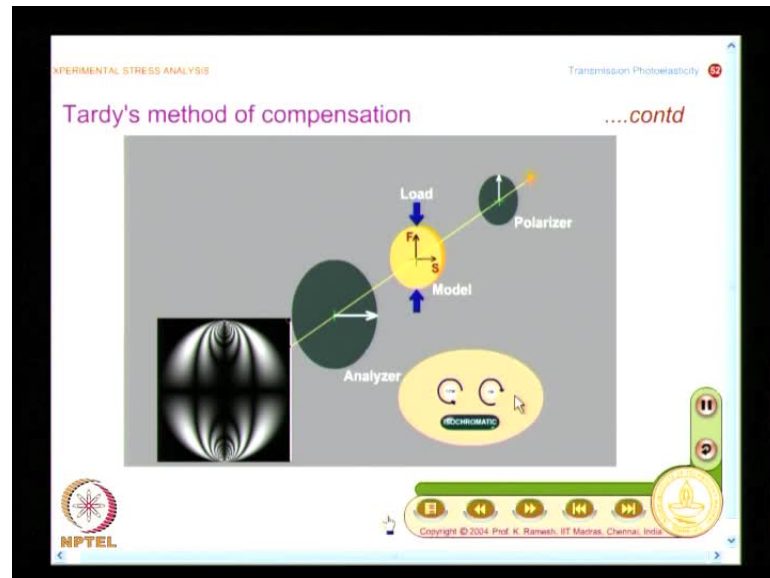 XPERIMENTAL STRESS ANALYSIS
Transmission Photoelasticity 52
Tardy's method of compensation
....contd
Load
Polarizer
F
S
Model
Analyzer
ISOCHROMATIC
NPTEL
Copyright © 2004 Prof. K. Ramesh, IIT Madras, Chennai, India